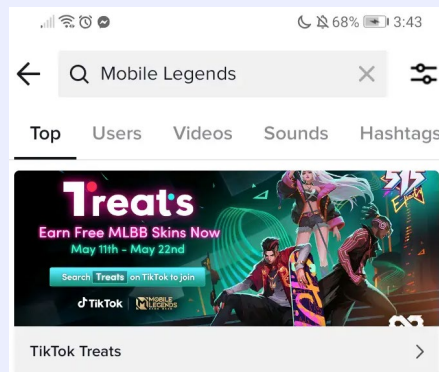 68% 3:43
Mobile Legends
Top Users Videos Sounds Hashtags
Treats
Earn Free MLBB Skins Now
May 11th - May 22nd
Search Treats on TikTok to join
TikTok MOBILE LEGENDS
515
TikTok Treats